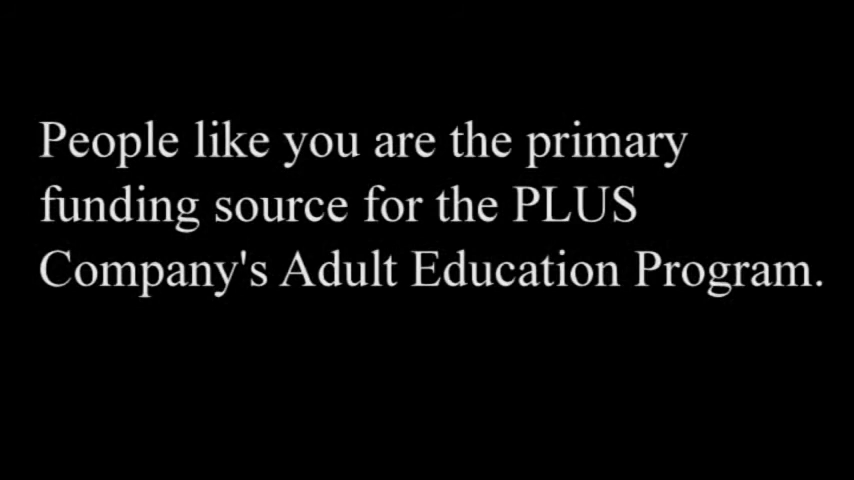 People like you are the primary
funding source for the PLUS
Company's Adult Education Program.